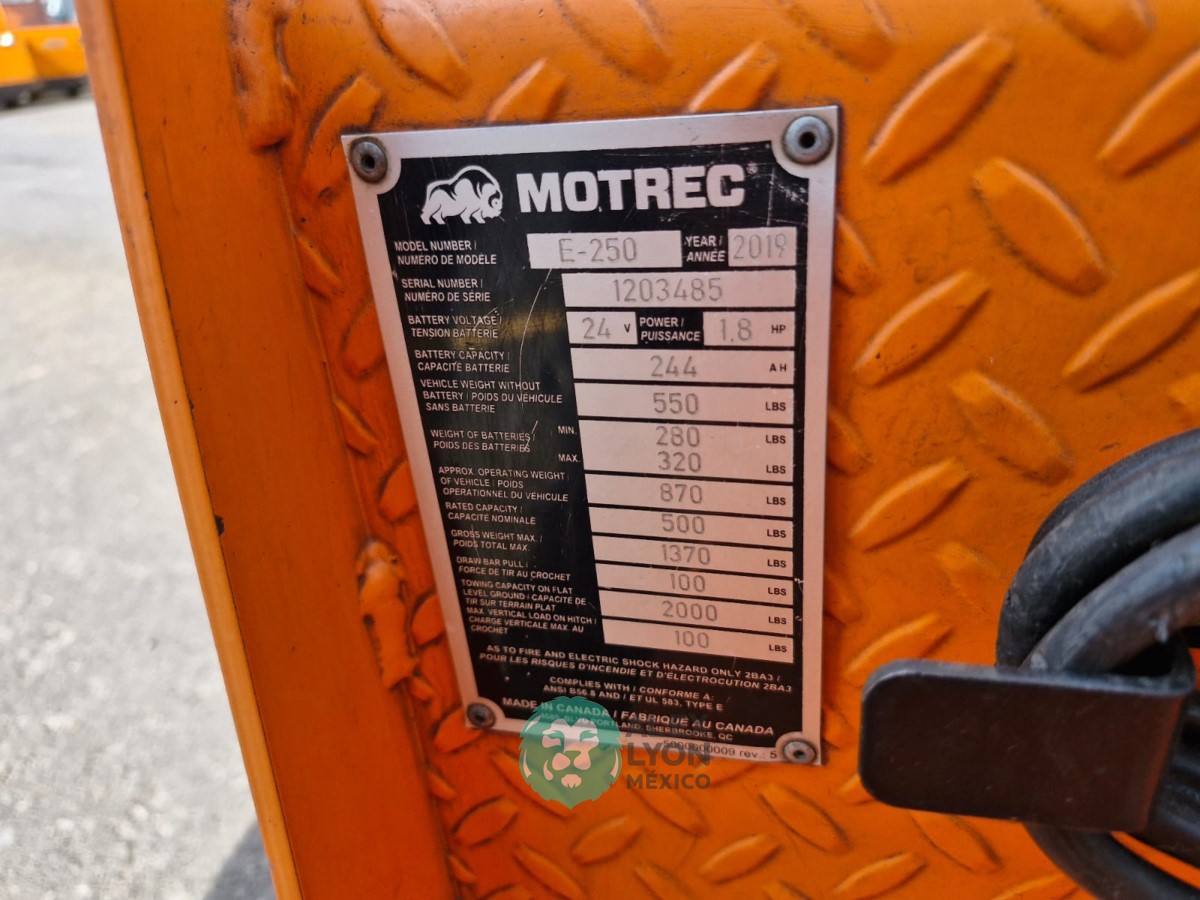 MOTREC®
MODEL NUMBER / E-250 YEAR / 2019
NUMÉRO DE MODÈLE ANNÉE
SERIAL NUMBER / 1203485
NUMÉRO DE SÉRIE
BATTERY VOLTAGE / 24 V POWER / 1.8 HP
TENSION BATTERIE PUISSANCE
BATTERY CAPACITY / 244 AH
CAPACITÉ BATTERIE
VEHICLE WEIGHT WITHOUT
BATTERY / POIDS DU VEHICULE 550 LBS
SANS BATTERIE
WEIGHT OF BATTERIES / MIN. 280 LBS
POIDS DES BATTERIES MAX. 320 LBS
APPROX. OPERATING WEIGHT
OF VEHICLE / POIDS 870 LBS
OPERATIONNEL DU VÉHICULE
RATED CAPACITY / 500 LBS
CAPACITÉ NOMINALE
GROSS WEIGHT MAX. / 1370 LBS
POIDS TOTAL MAX.
DRAW BAR PULL / 100 LBS
FORCE DE TIR AU CROCHET
TOWING CAPACITY ON FLAT
LEVEL GROUND / CAPACITÉ DE 2000 LBS
TIR SUR TERRAIN PLAT
MAX. VERTICAL LOAD ON HITCH / 100 LBS
CHARGE VERTICALE MAX. AU
CROCHET
AS TO FIRE AND ELECTRIC SHOCK HAZARD ONLY 2BA3 /
POUR LES RISQUES D'INCENDIE ET D'ÉLECTROCUTION 2BA3
COMPLIES WITH / CONFORME À:
ANSI B56.8 AND / ET UL 583, TYPE E
MADE IN CANADA / FABRIQUÉ AU CANADA
PORTLAND, SHERBROOKE, QC
5000000009 rev.: 5
LYON
MÉXICO